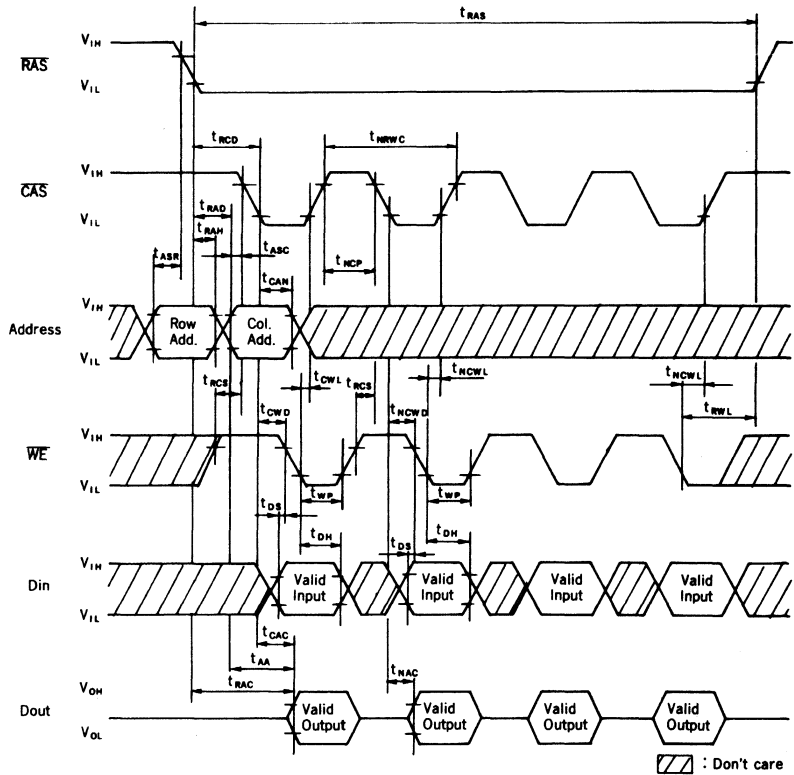 tRAS
VIH
RAS
VIL
tRCD
tNRWC
VIH
CAS
VIL
tRAD
tRAH
tASR
tASC
tNCP
tCAN
VIH
Address
Row Add.
Col. Add.
VIL
tRCS
tCWL
tRCS
tNCWL
tNCWL
tCWD
tNCWD
tRWL
VIH
WE
VIL
tWP
tWP
tDS
tDH
tDS
tDH
VIH
Din
Valid Input
Valid Input
Valid Input
Valid Input
VIL
tCAC
tAA
tNAC
tRAC
VOH
Dout
Valid Output
Valid Output
Valid Output
Valid Output
VOL
: Don't care